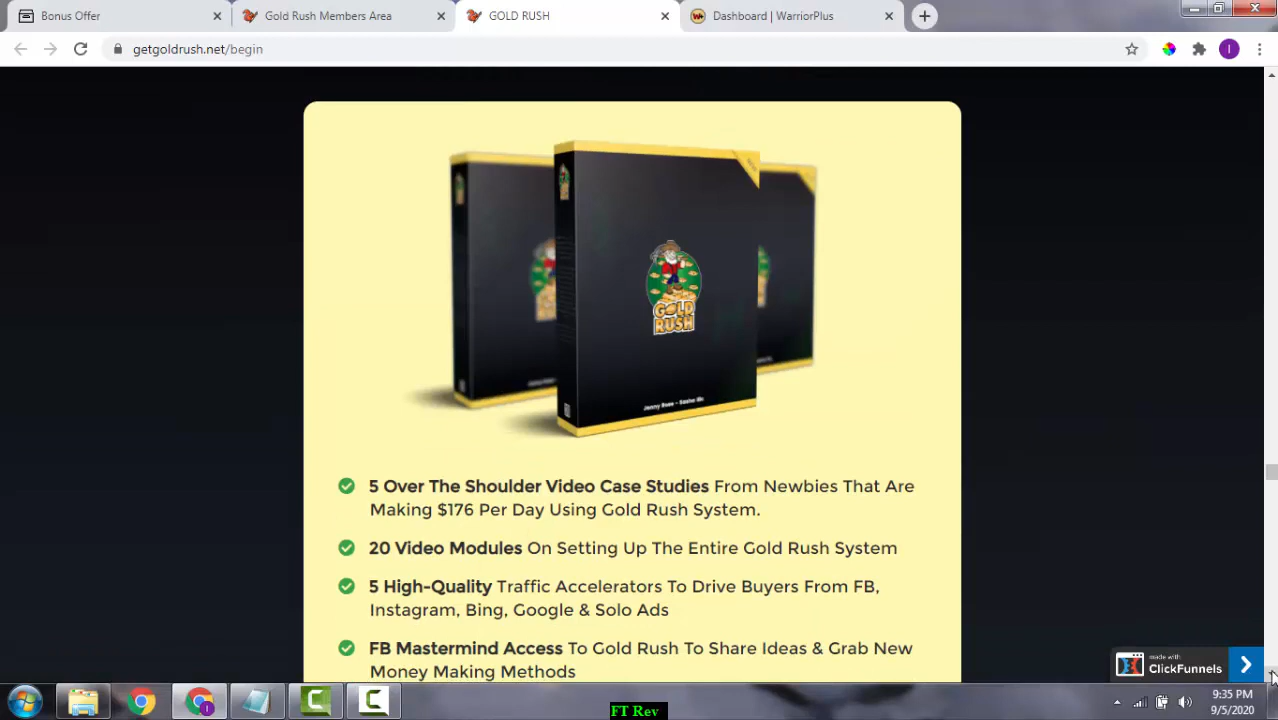 Bonus Offer
Gold Rush Members Area
GOLD RUSH
Dashboard | WarriorPlus
getgoldrush.net/begin
I
GOLD
RUSH
5 Over The Shoulder Video Case Studies From Newbies That Are
Making $176 Per Day Using Gold Rush System.
20 Video Modules On Setting Up The Entire Gold Rush System
5 High-Quality Traffic Accelerators To Drive Buyers From FB,
Instagram, Bing, Google & Solo Ads
FB Mastermind Access To Gold Rush To Share Ideas & Grab New
Money Making Methods
made with
ClickFunnels
9:35 PM
9/5/2020
FT Rev